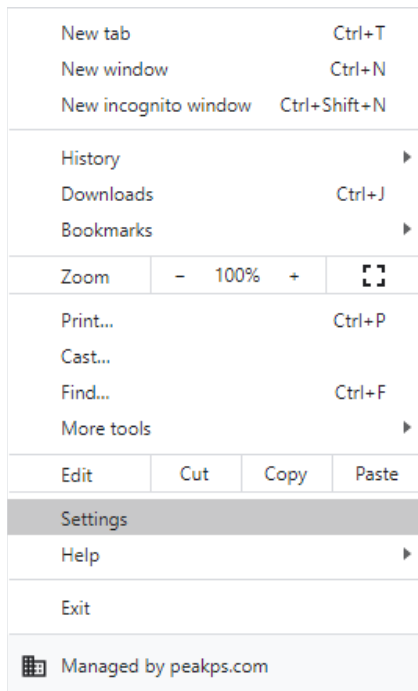 New tab Ctrl+T
New window Ctrl+N
New incognito window Ctrl+Shift+N
History
Downloads Ctrl+J
Bookmarks
Zoom - 100% +
Print... Ctrl+P
Cast...
Find... Ctrl+F
More tools
Edit Cut Copy Paste
Settings
Help
Exit
Managed by peakps.com